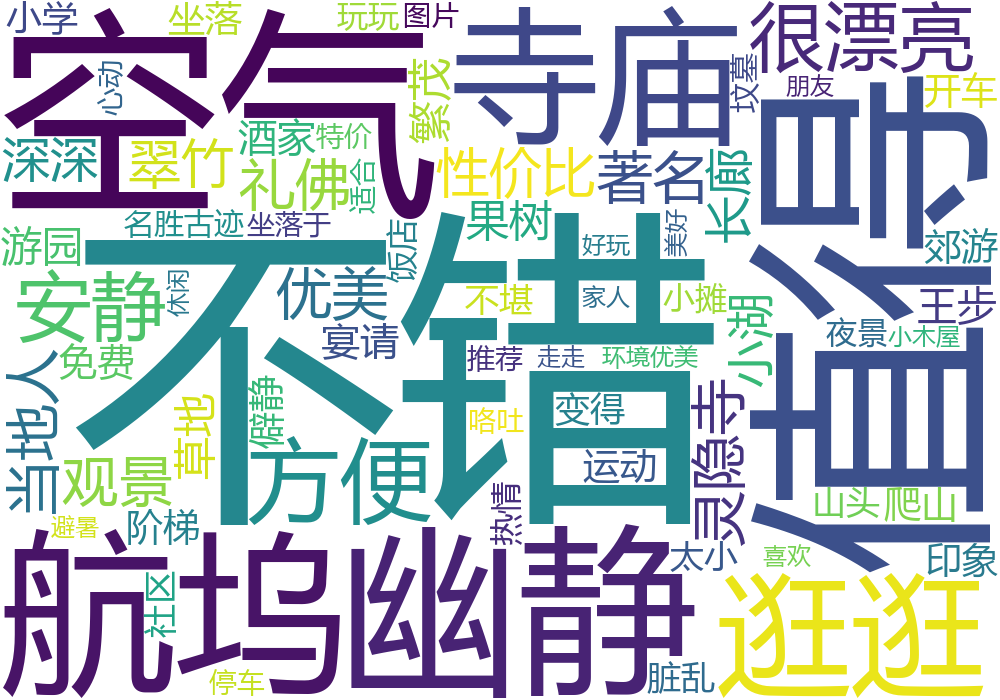 小学
坐落
玩玩
图片
空气
寺庙
很漂亮
心动
繁茂
坟墓
朋友
开车
深深
翠竹
酒家
特价
礼佛
适合
性价比
著名
长廊
值得
名胜古迹
坐落于
果树
美好
好玩
郊游
游园
不错
饭店
安静
休闲
优美
不堪
家人
小摊
王步
宴请
小湖
夜景
小木屋
免费
推荐
走走
环境优美
当地人
草地
僻静
咯吐
变得
灵隐寺
观景
方便
运动
热情
山头
爬山
避暑
阶梯
太小
喜欢
印象
航坞
幽静
逛逛
社区
停车
脏乱